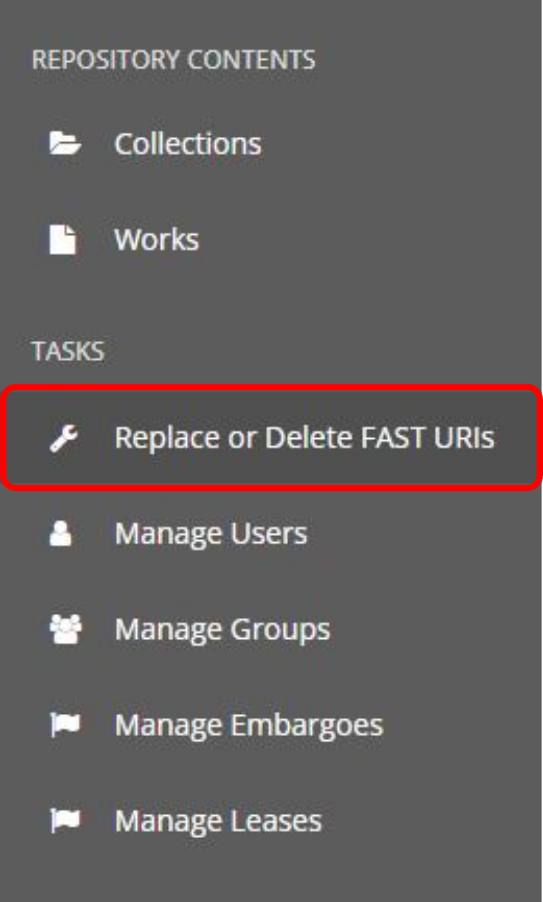 REPOSITORY CONTENTS
Collections
Works
TASKS
Replace or Delete FAST URIs
Manage Users
Manage Groups
Manage Embargoes
Manage Leases